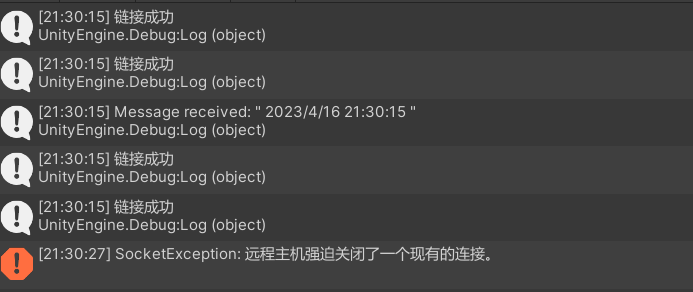 [21:30:15] 链接成功
UnityEngine.Debug:Log (object)
[21:30:15] 链接成功
UnityEngine.Debug:Log (object)
[21:30:15] Message received: " 2023/4/16 21:30:15 "
UnityEngine.Debug:Log (object)
[21:30:15] 链接成功
UnityEngine.Debug:Log (object)
[21:30:15] 链接成功
UnityEngine.Debug:Log (object)
[21:30:27] SocketException: 远程主机强迫关闭了一个现有的连接。